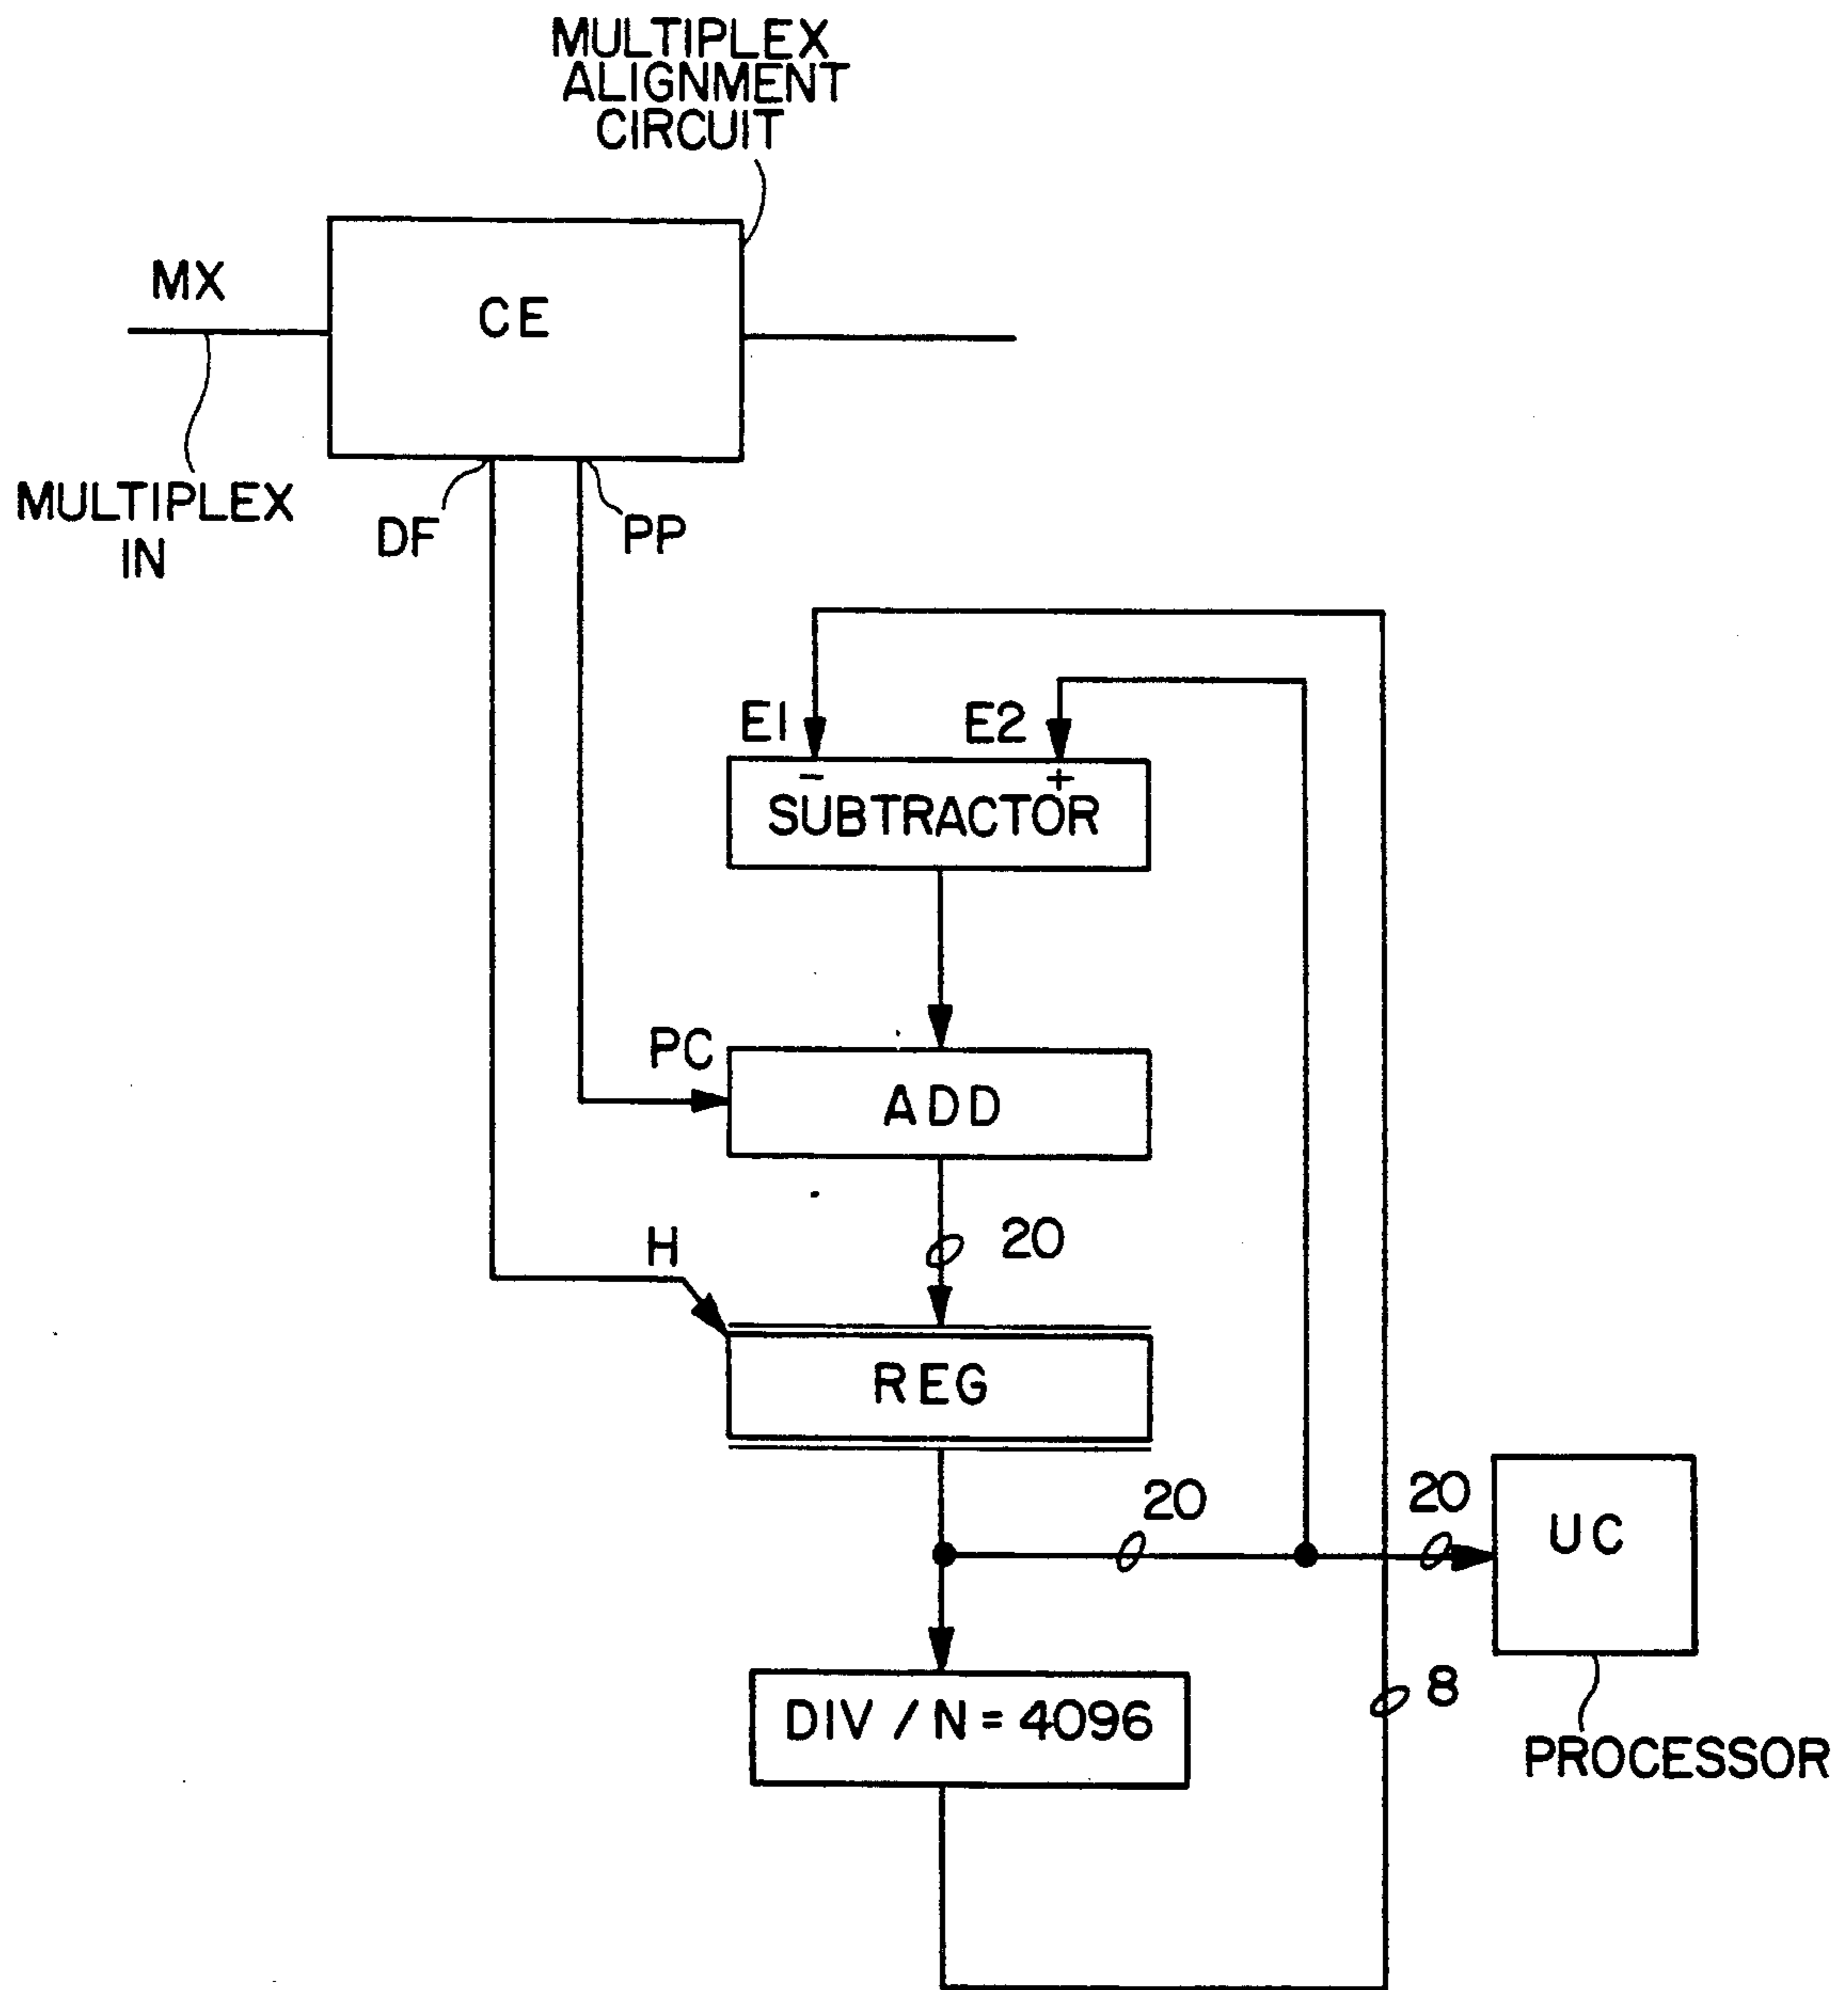 MULTIPLEX
ALIGNMENT
CIRCUIT
MX
CE
MULTIPLEX
IN
DF
PP
E1
E2
-
+
SUBTRACTOR
PC
ADD
20
H
REG
20
20
UC
DIV / N = 4096
8
PROCESSOR